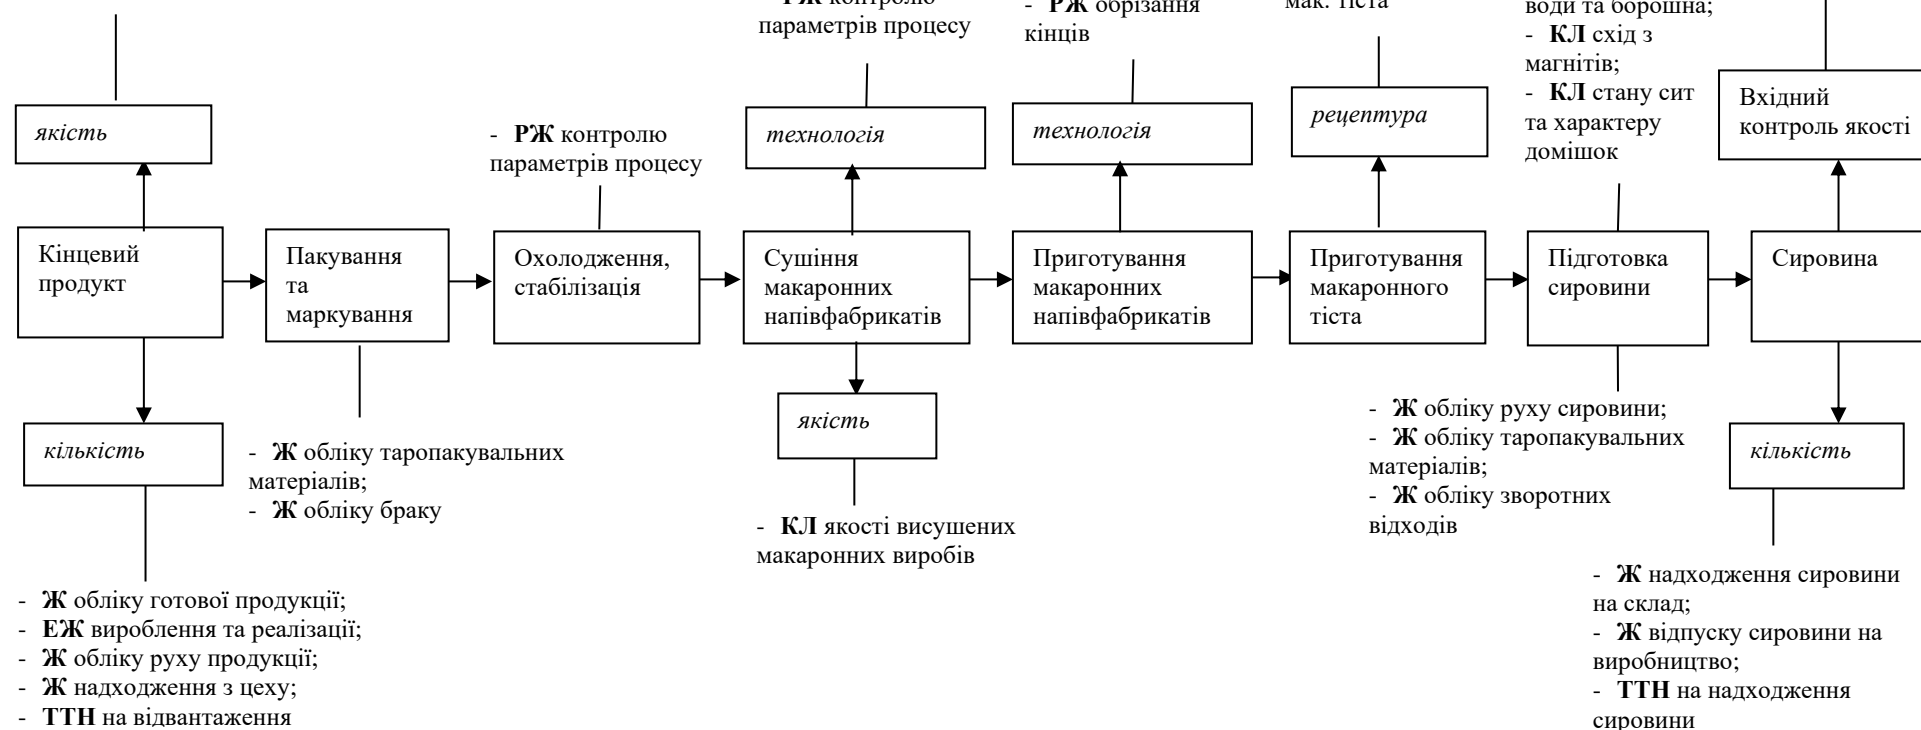 - РЖ контролю
параметрів процесу
- РЖ обрізання
кінців
мак. тіста
води та борошна;
- КЛ схід з
магнітів;
- КЛ стану сит
та характеру
домішок
якість
- РЖ контролю
параметрів процесу
технологія
технологія
рецептура
Вхідний
контроль якості
Кінцевий
продукт
Пакування
та
маркування
Охолодження,
стабілізація
Сушіння
макаронних
напівфабрикатів
Приготування
макаронних
напівфабрикатів
Приготування
макаронного
тіста
Підготовка
сировини
Сировина
кількість
- Ж обліку таропакувальних
матеріалів;
- Ж обліку браку
якість
- КЛ якості висушених
макаронних виробів
- Ж обліку руху сировини;
- Ж обліку таропакувальних
матеріалів;
- Ж обліку зворотних
відходів
кількість
- Ж обліку готової продукції;
- ЕЖ вироблення та реалізації;
- Ж обліку руху продукції;
- Ж надходження з цеху;
- ТТН на відвантаження
- Ж надходження сировини
на склад;
- Ж відпуску сировини на
виробництво;
- ТТН на надходження
сировини